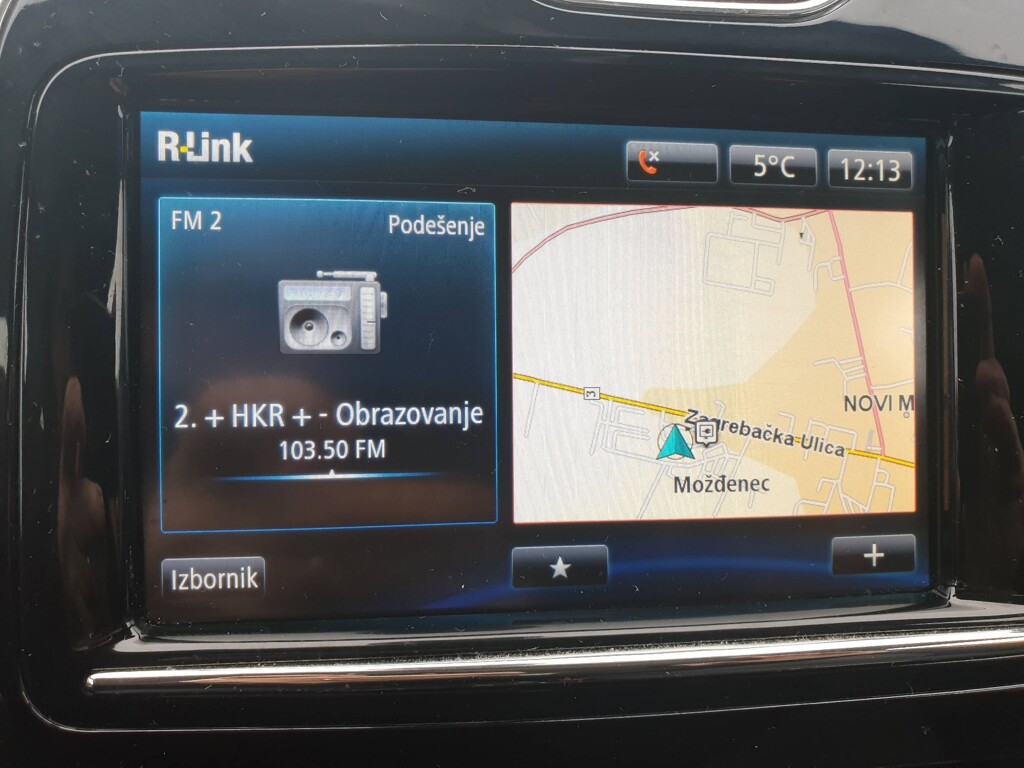 R-Link
5°C
12:13
FM 2
Podešenje
2. + HKR + - Obrazovanje
103.50 FM
3
Zagrebačka Ulica
NOVI M
Možđenec
Izbornik
+